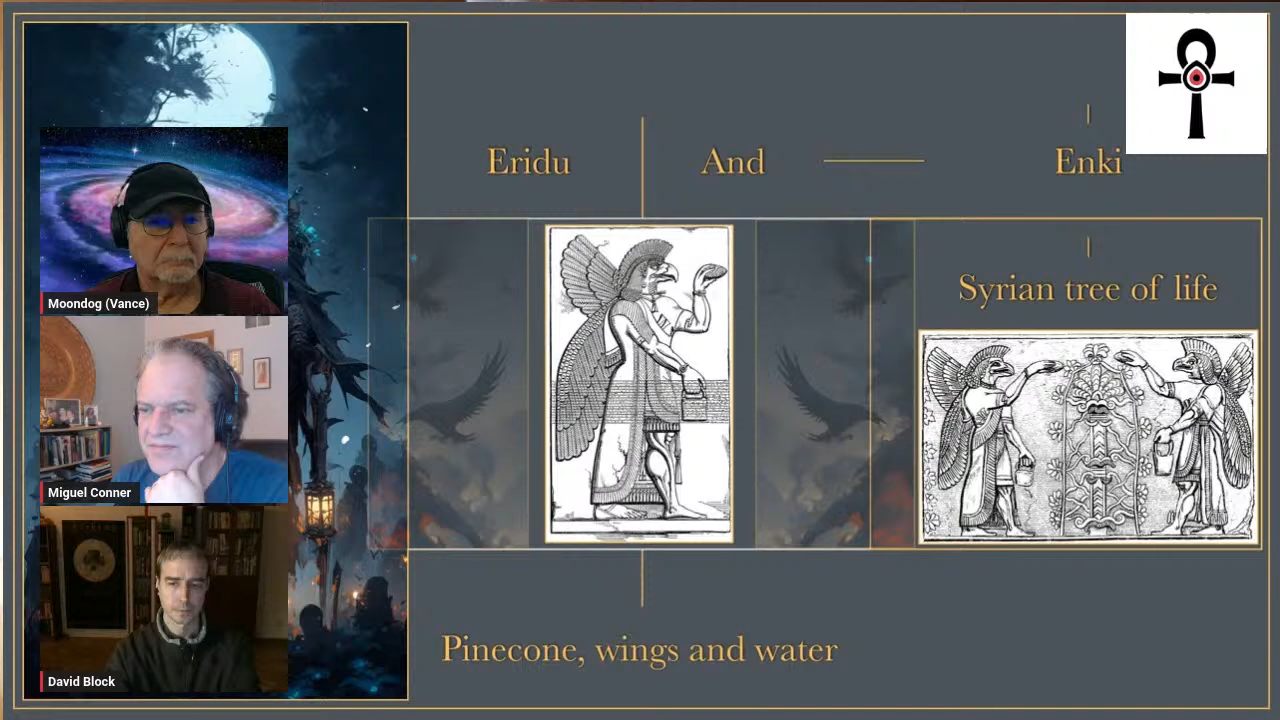 Eridu
And
Enki
Syrian tree of life
Pinecone, wings and water
Moondog (Vance)
Miguel Conner
David Block